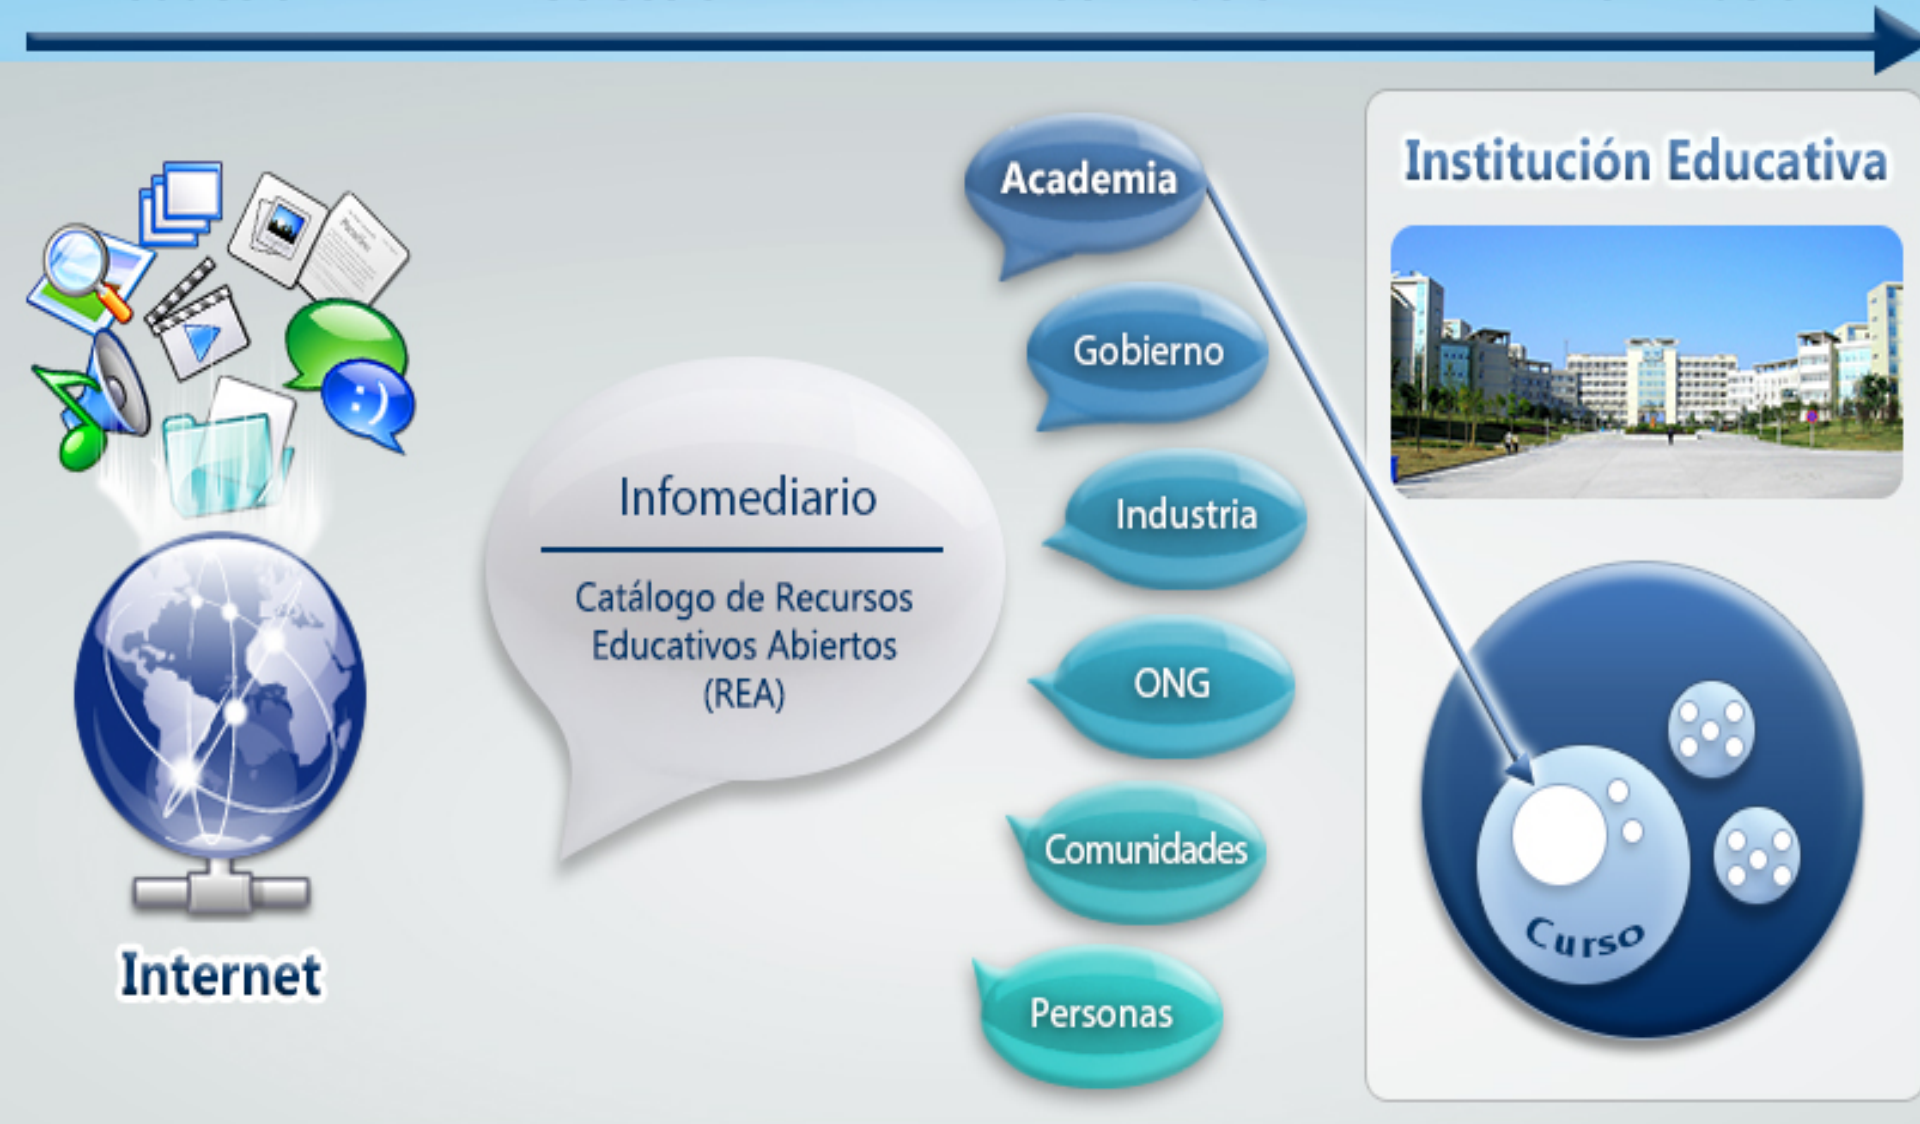 Internet
Infomediario
Catálogo de Recursos
Educativos Abiertos
(REA)
Academia
Gobierno
Industria
ONG
Comunidades
Personas
Institución Educativa
Curso